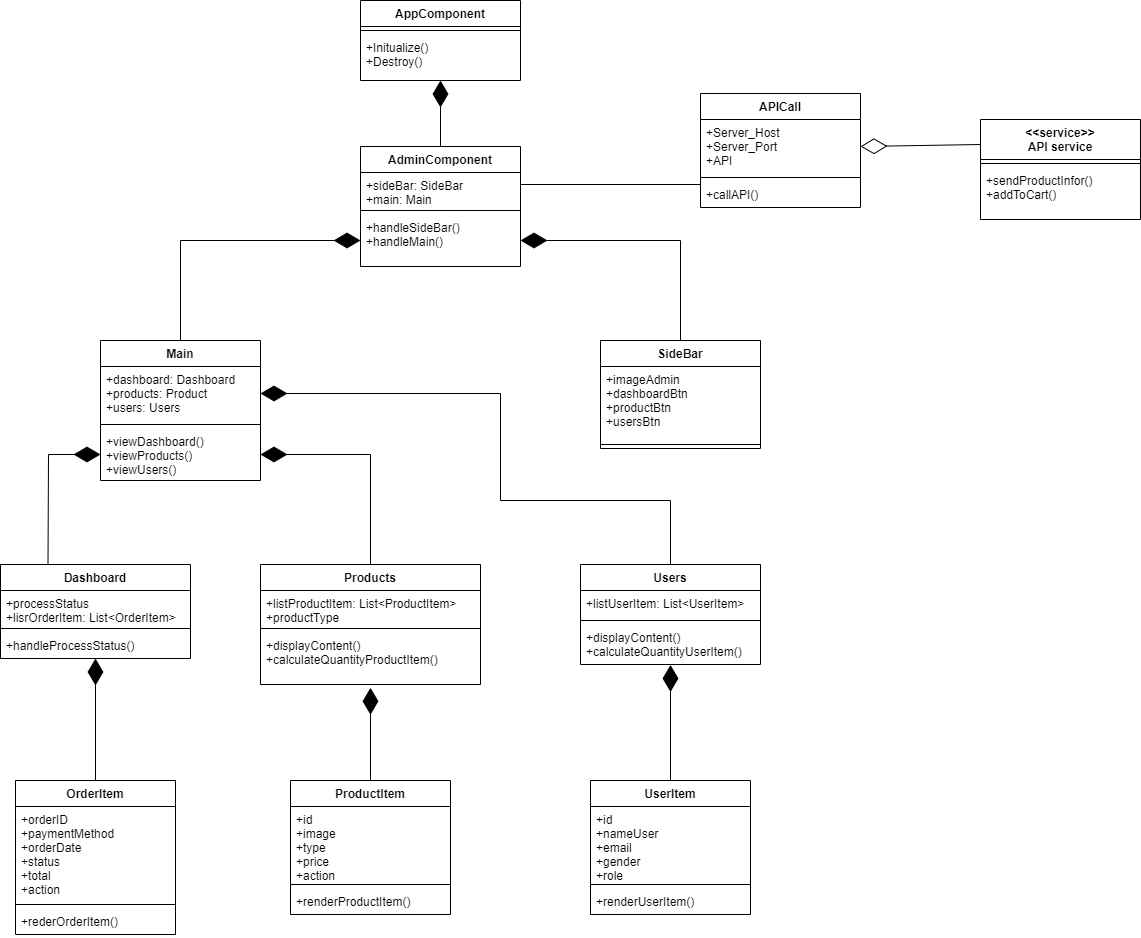 AppComponent
+Initualize()
+Destroy()
APICall
+Server_Host
+Server_Port
+API
+callAPI()
<<service>>
API service
+sendProductInfor()
+addToCart()
AdminComponent
+sideBar: SideBar
+main: Main
+handleSideBar()
+handleMain()
Main
+dashboard: Dashboard
+products: Product
+users: Users
+viewDashboard()
+viewProducts()
+viewUsers()
SideBar
+imageAdmin
+dashboardBtn
+productBtn
+usersBtn
Dashboard
+processStatus
+lisrOrderItem: List<OrderItem>
+handleProcessStatus()
Products
+listProductItem: List<ProductItem>
+productType
+displayContent()
+calculateQuantityProductItem()
Users
+listUserItem: List<UserItem>
+displayContent()
+calculateQuantityUserItem()
OrderItem
+orderID
+paymentMethod
+orderDate
+status
+total
+action
+rederOrderItem()
ProductItem
+id
+image
+type
+price
+action
+renderProductItem()
UserItem
+id
+nameUser
+email
+gender
+role
+renderUserItem()